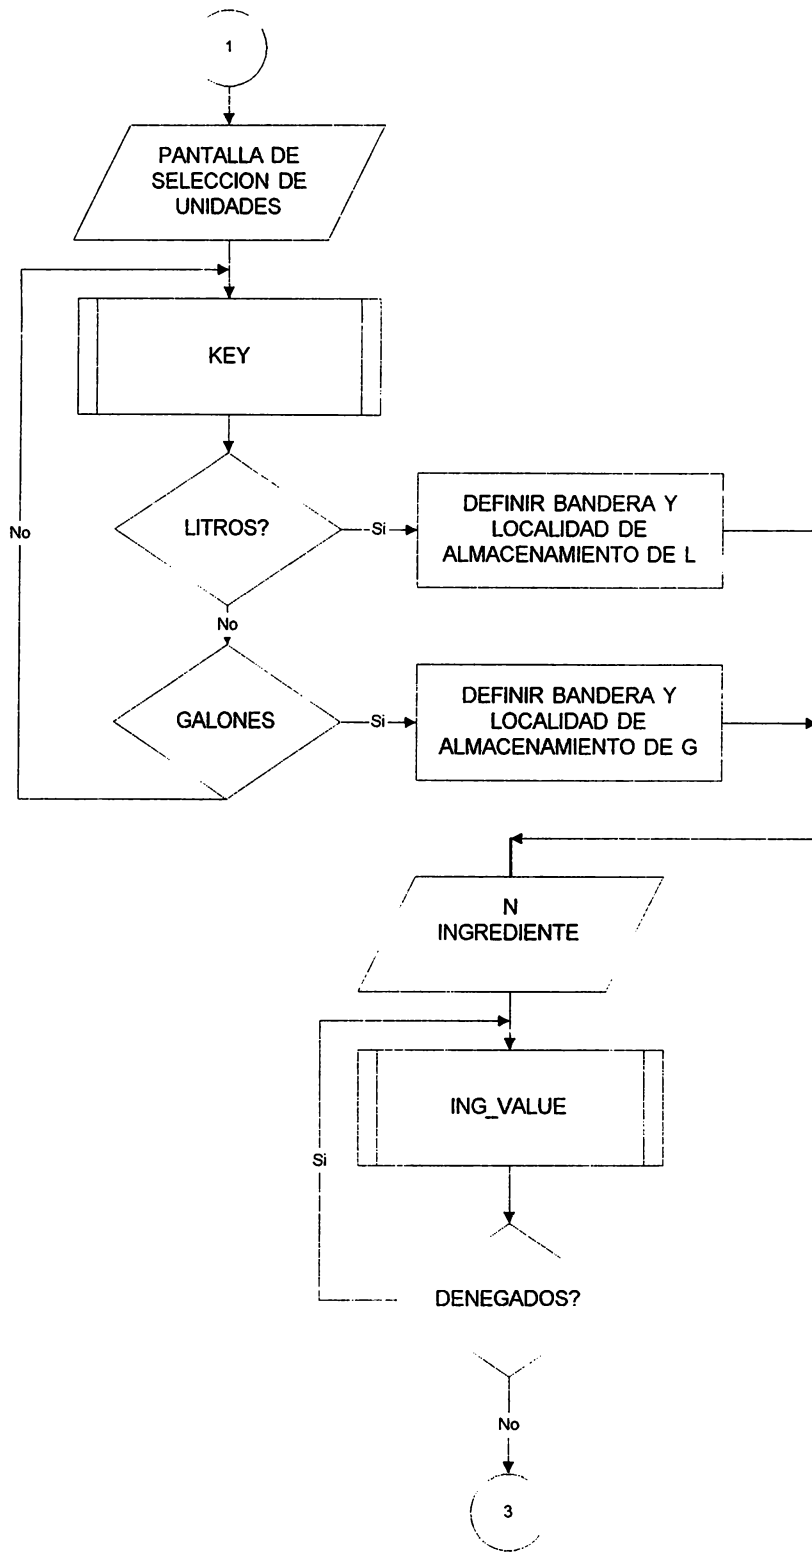 1
PANTALLA DE
SELECCION DE
UNIDADES
KEY
LITROS?
Si
DEFINIR BANDERA Y
LOCALIDAD DE
ALMACENAMIENTO DE L
No
No
GALONES
Si
DEFINIR BANDERA Y
LOCALIDAD DE
ALMACENAMIENTO DE G
N
INGREDIENTE
ING_VALUE
Si
DENEGADOS?
No
3